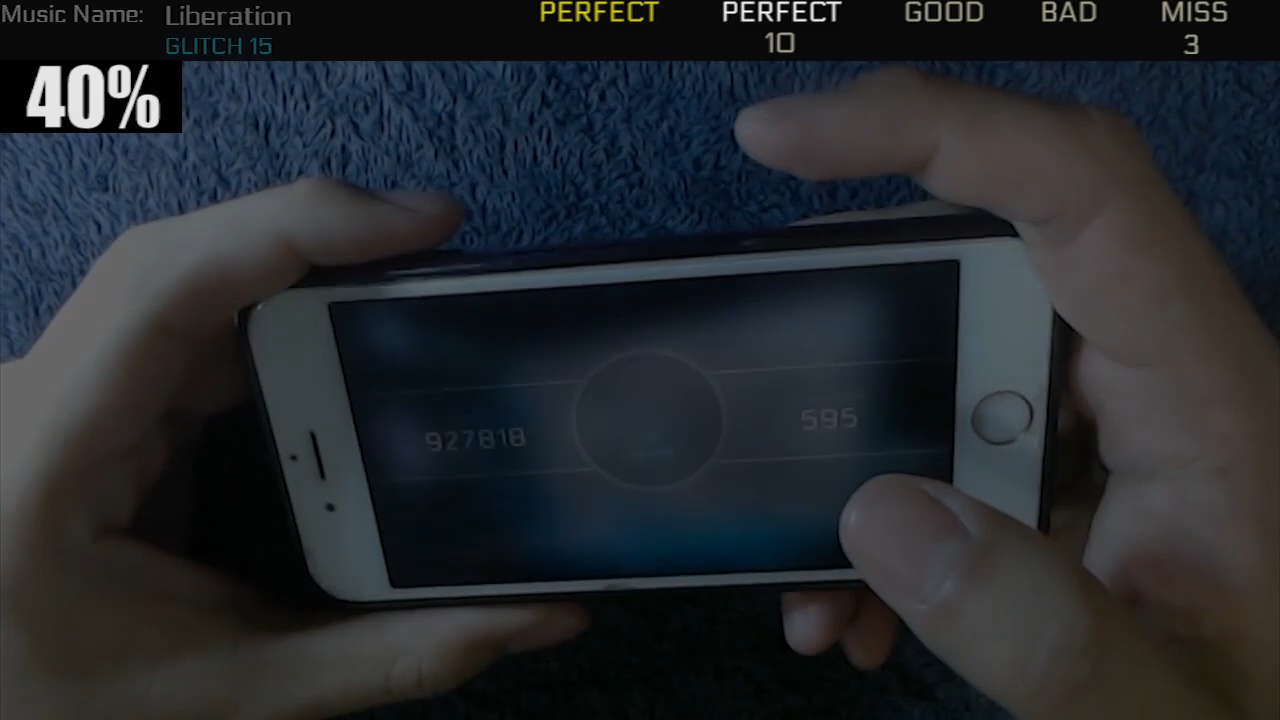 Music Name: Liberation
GLITCH 15
PERFECT PERFECT GOOD BAD MISS
10 3
40%
927818 595